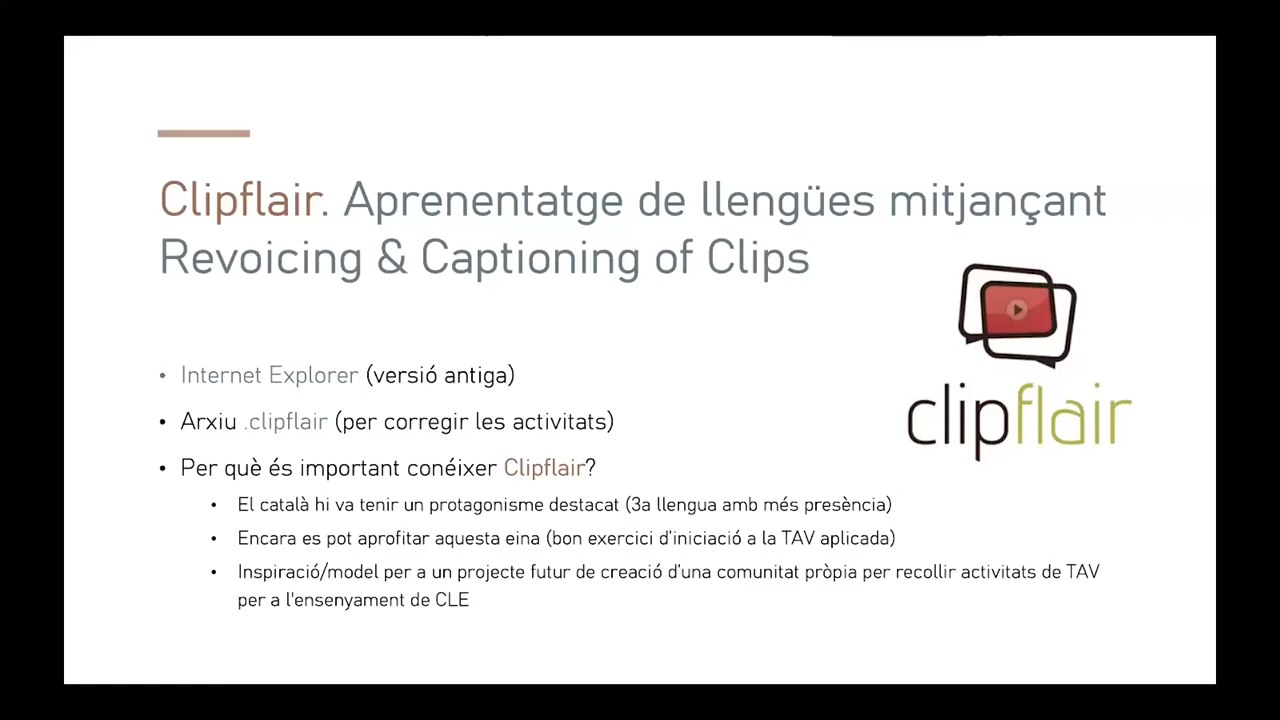 Clipflair. Aprenentatge de llengües mitjançant
Revoicing & Captioning of Clips
clipflair
• Internet Explorer (versió antiga)
• Arxiu .clipflair (per corregir les activitats)
• Per què és important conéixer Clipflair?
• El català hi va tenir un protagonisme destacat (3a llengua amb més presència)
• Encara es pot aprofitar aquesta eina (bon exercici d'iniciació a la TAV aplicada)
• Inspiració/model per a un projecte futur de creació d'una comunitat pròpia per recollir activitats de TAV
per a l'ensenyament de CLE